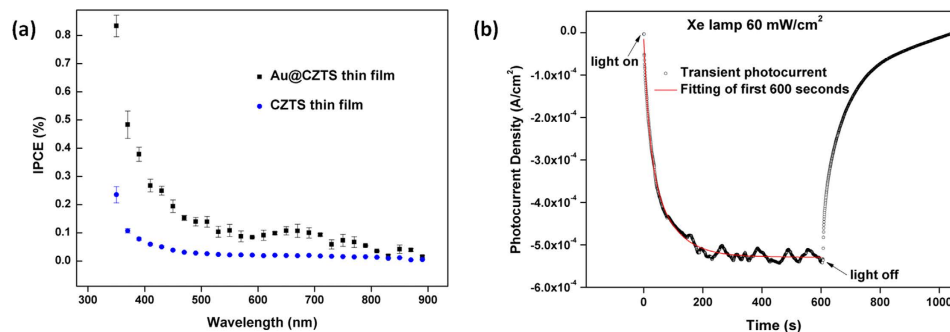 (a)
0.8
0.7
0.6
0.5
0.4
0.3
0.2
0.1
0.0
IPCE (%)
Au@CZTS thin film
CZTS thin film
300 400 500 600 700 800 900
Wavelength (nm)
(b)
Xe lamp 60 mW/cm²
light on
Transient photocurrent
Fitting of first 600 seconds
light off
0.0
-1.0x10⁻⁴
-2.0x10⁻⁴
-3.0x10⁻⁴
-4.0x10⁻⁴
-5.0x10⁻⁴
-6.0x10⁻⁴
Photocurrent Density (A/cm²)
0 200 400 600 800 1000
Time (s)